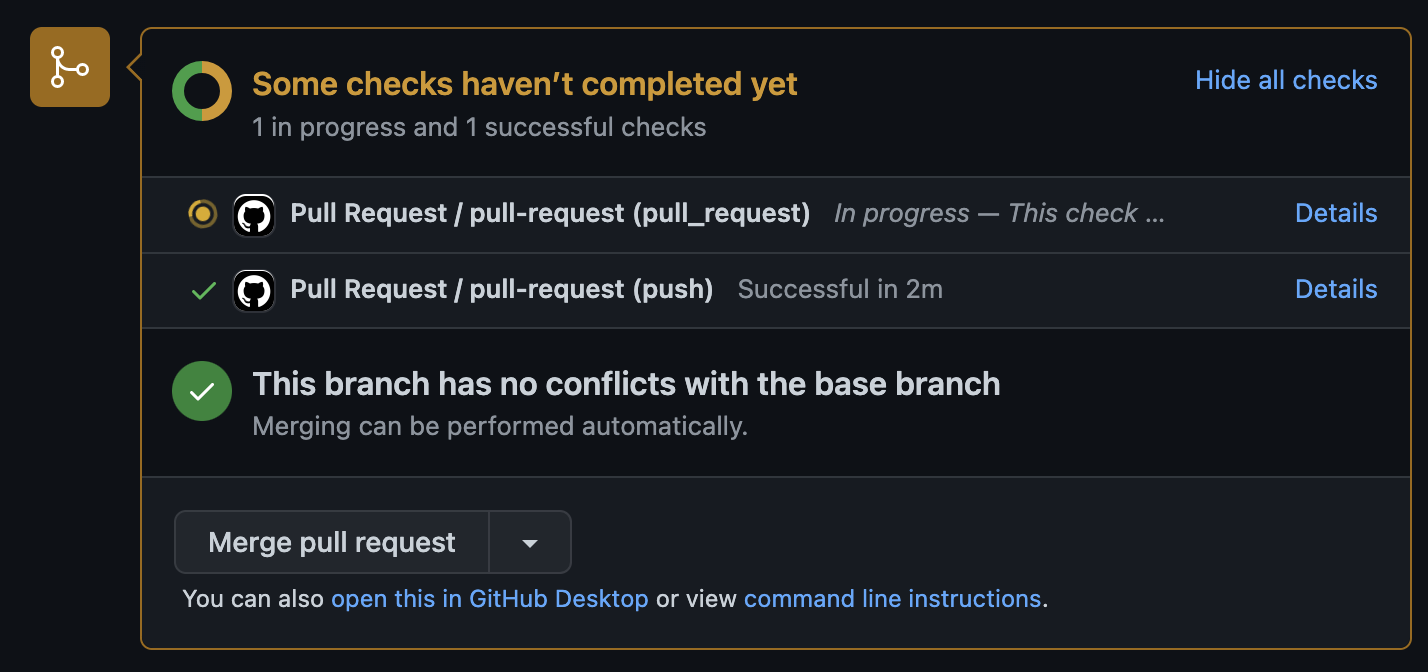 Some checks haven’t completed yet
Hide all checks
1 in progress and 1 successful checks
Pull Request / pull-request (pull_request) In progress — This check ... Details
Pull Request / pull-request (push) Successful in 2m Details
This branch has no conflicts with the base branch
Merging can be performed automatically.
Merge pull request
You can also open this in GitHub Desktop or view command line instructions.